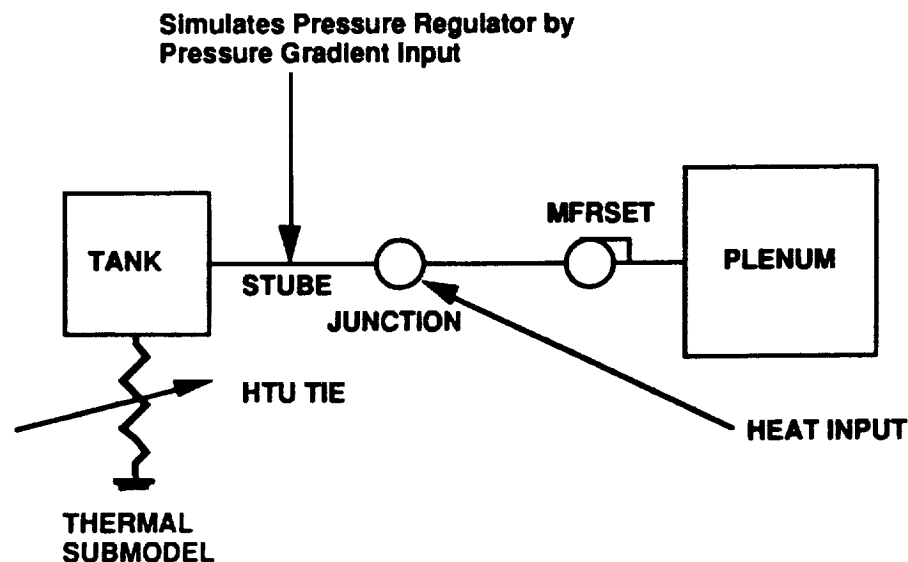 Simulates Pressure Regulator by
Pressure Gradient Input
MFRSET
TANK
PLENUM
STUBE
JUNCTION
HTU TIE
HEAT INPUT
THERMAL
SUBMODEL